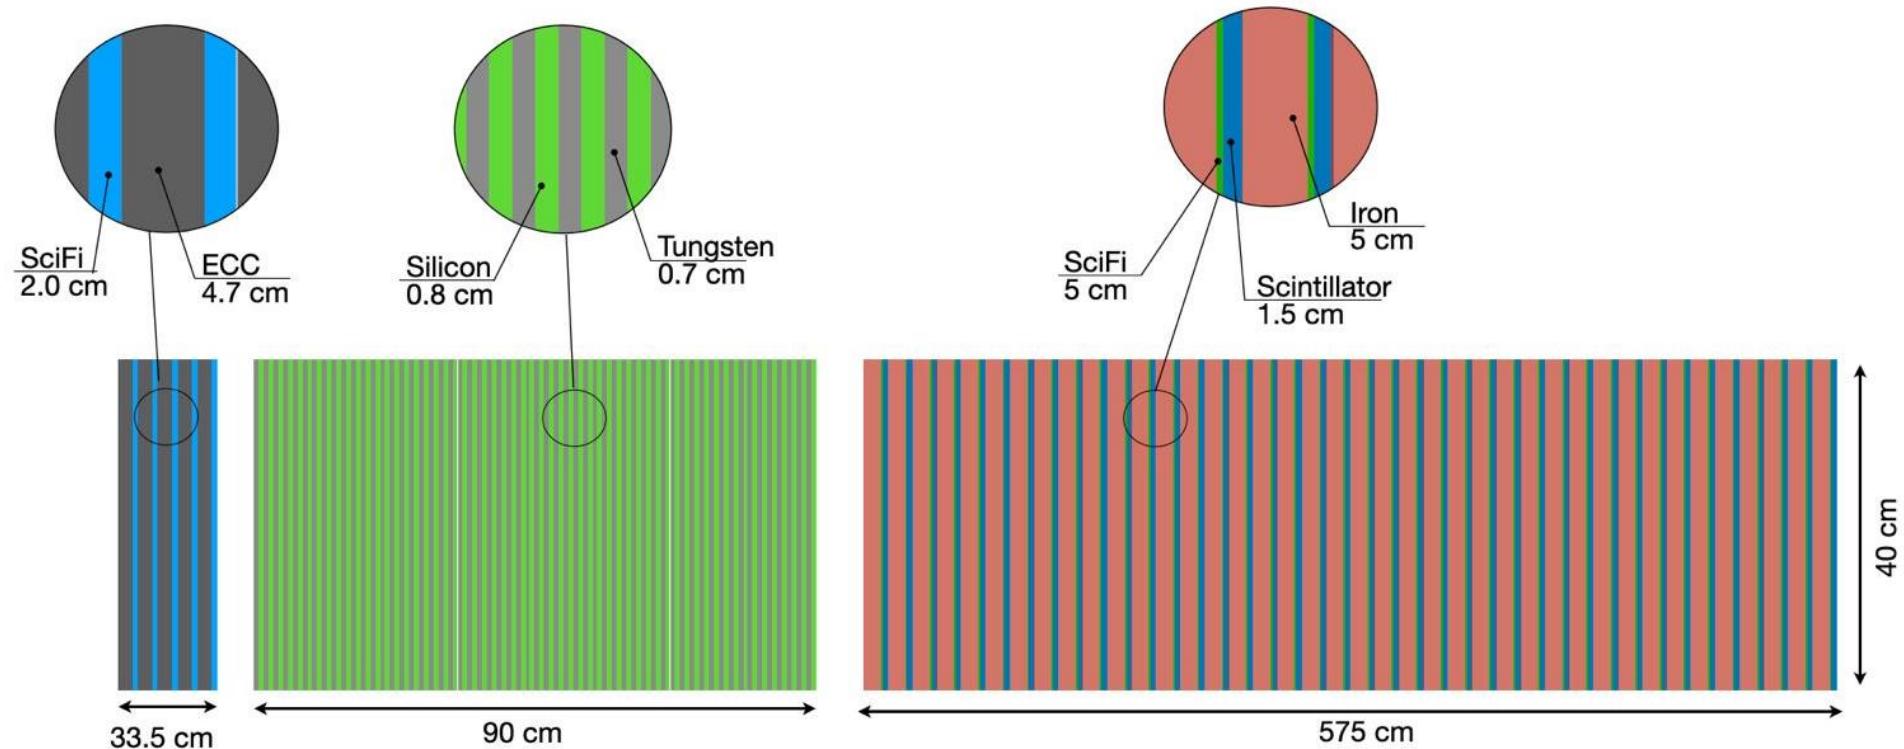 SciFi
2.0 cm
ECC
4.7 cm
Silicon
0.8 cm
Tungsten
0.7 cm
SciFi
5 cm
Scintillator
1.5 cm
Iron
5 cm
33.5 cm
90 cm
575 cm
40 cm